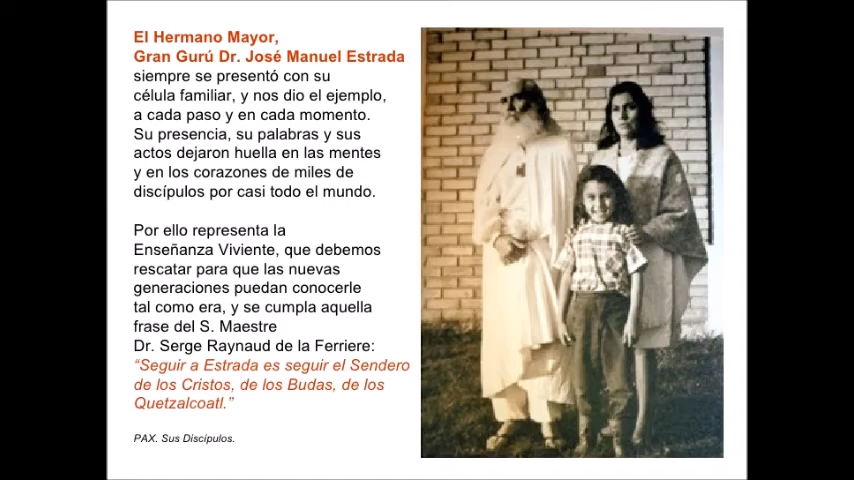 El Hermano Mayor,
Gran Gurú Dr. José Manuel Estrada
siempre se presentó con su
célula familiar, y nos dio el ejemplo,
a cada paso y en cada momento.
Su presencia, su palabras y sus
actos dejaron huella en las mentes
y en los corazones de miles de
discípulos por casi todo el mundo.
Por ello representa la
Enseñanza Viviente, que debemos
rescatar para que las nuevas
generaciones puedan conocerle
tal como era, y se cumpla aquella
frase del S. Maestre
Dr. Serge Raynaud de la Ferriere:
“Seguir a Estrada es seguir el Sendero
de los Cristos, de los Budas, de los
Quetzalcoatl.”
PAX. Sus Discípulos.